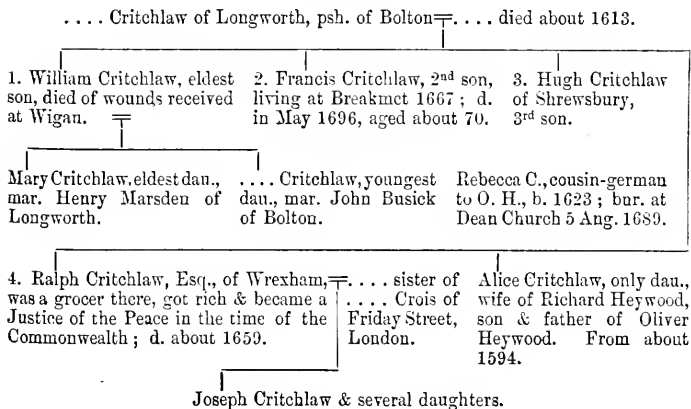 .... Critchlaw of Longworth, psh. of Bolton=.... died about 1613.
1. William Critchlaw, eldest
son, died of wounds received
at Wigan. =
2. Francis Critchlaw, 2nd son,
living at Breakmet 1667 ; d.
in May 1696, aged about 70.
3. Hugh Critchlaw
of Shrewsbury,
3rd son.
Mary Critchlaw, eldest dau.,
mar. Henry Marsden of
Longworth.
.... Critchlaw, youngest
dau., mar. John Busick
of Bolton.
Rebecca C., cousin-german
to O. H., b. 1623 ; bur. at
Dean Church 5 Aug. 1689.
4. Ralph Critchlaw, Esq., of Wrexham,=
was a grocer there, got rich & became a
Justice of the Peace in the time of the
Commonwealth ; d. about 1659.
.... sister of
.... Crois of
Friday Street,
London.
Alice Critchlaw, only dau.,
wife of Richard Heywood,
son & father of Oliver
Heywood. From about
1594.
Joseph Critchlaw & several daughters.